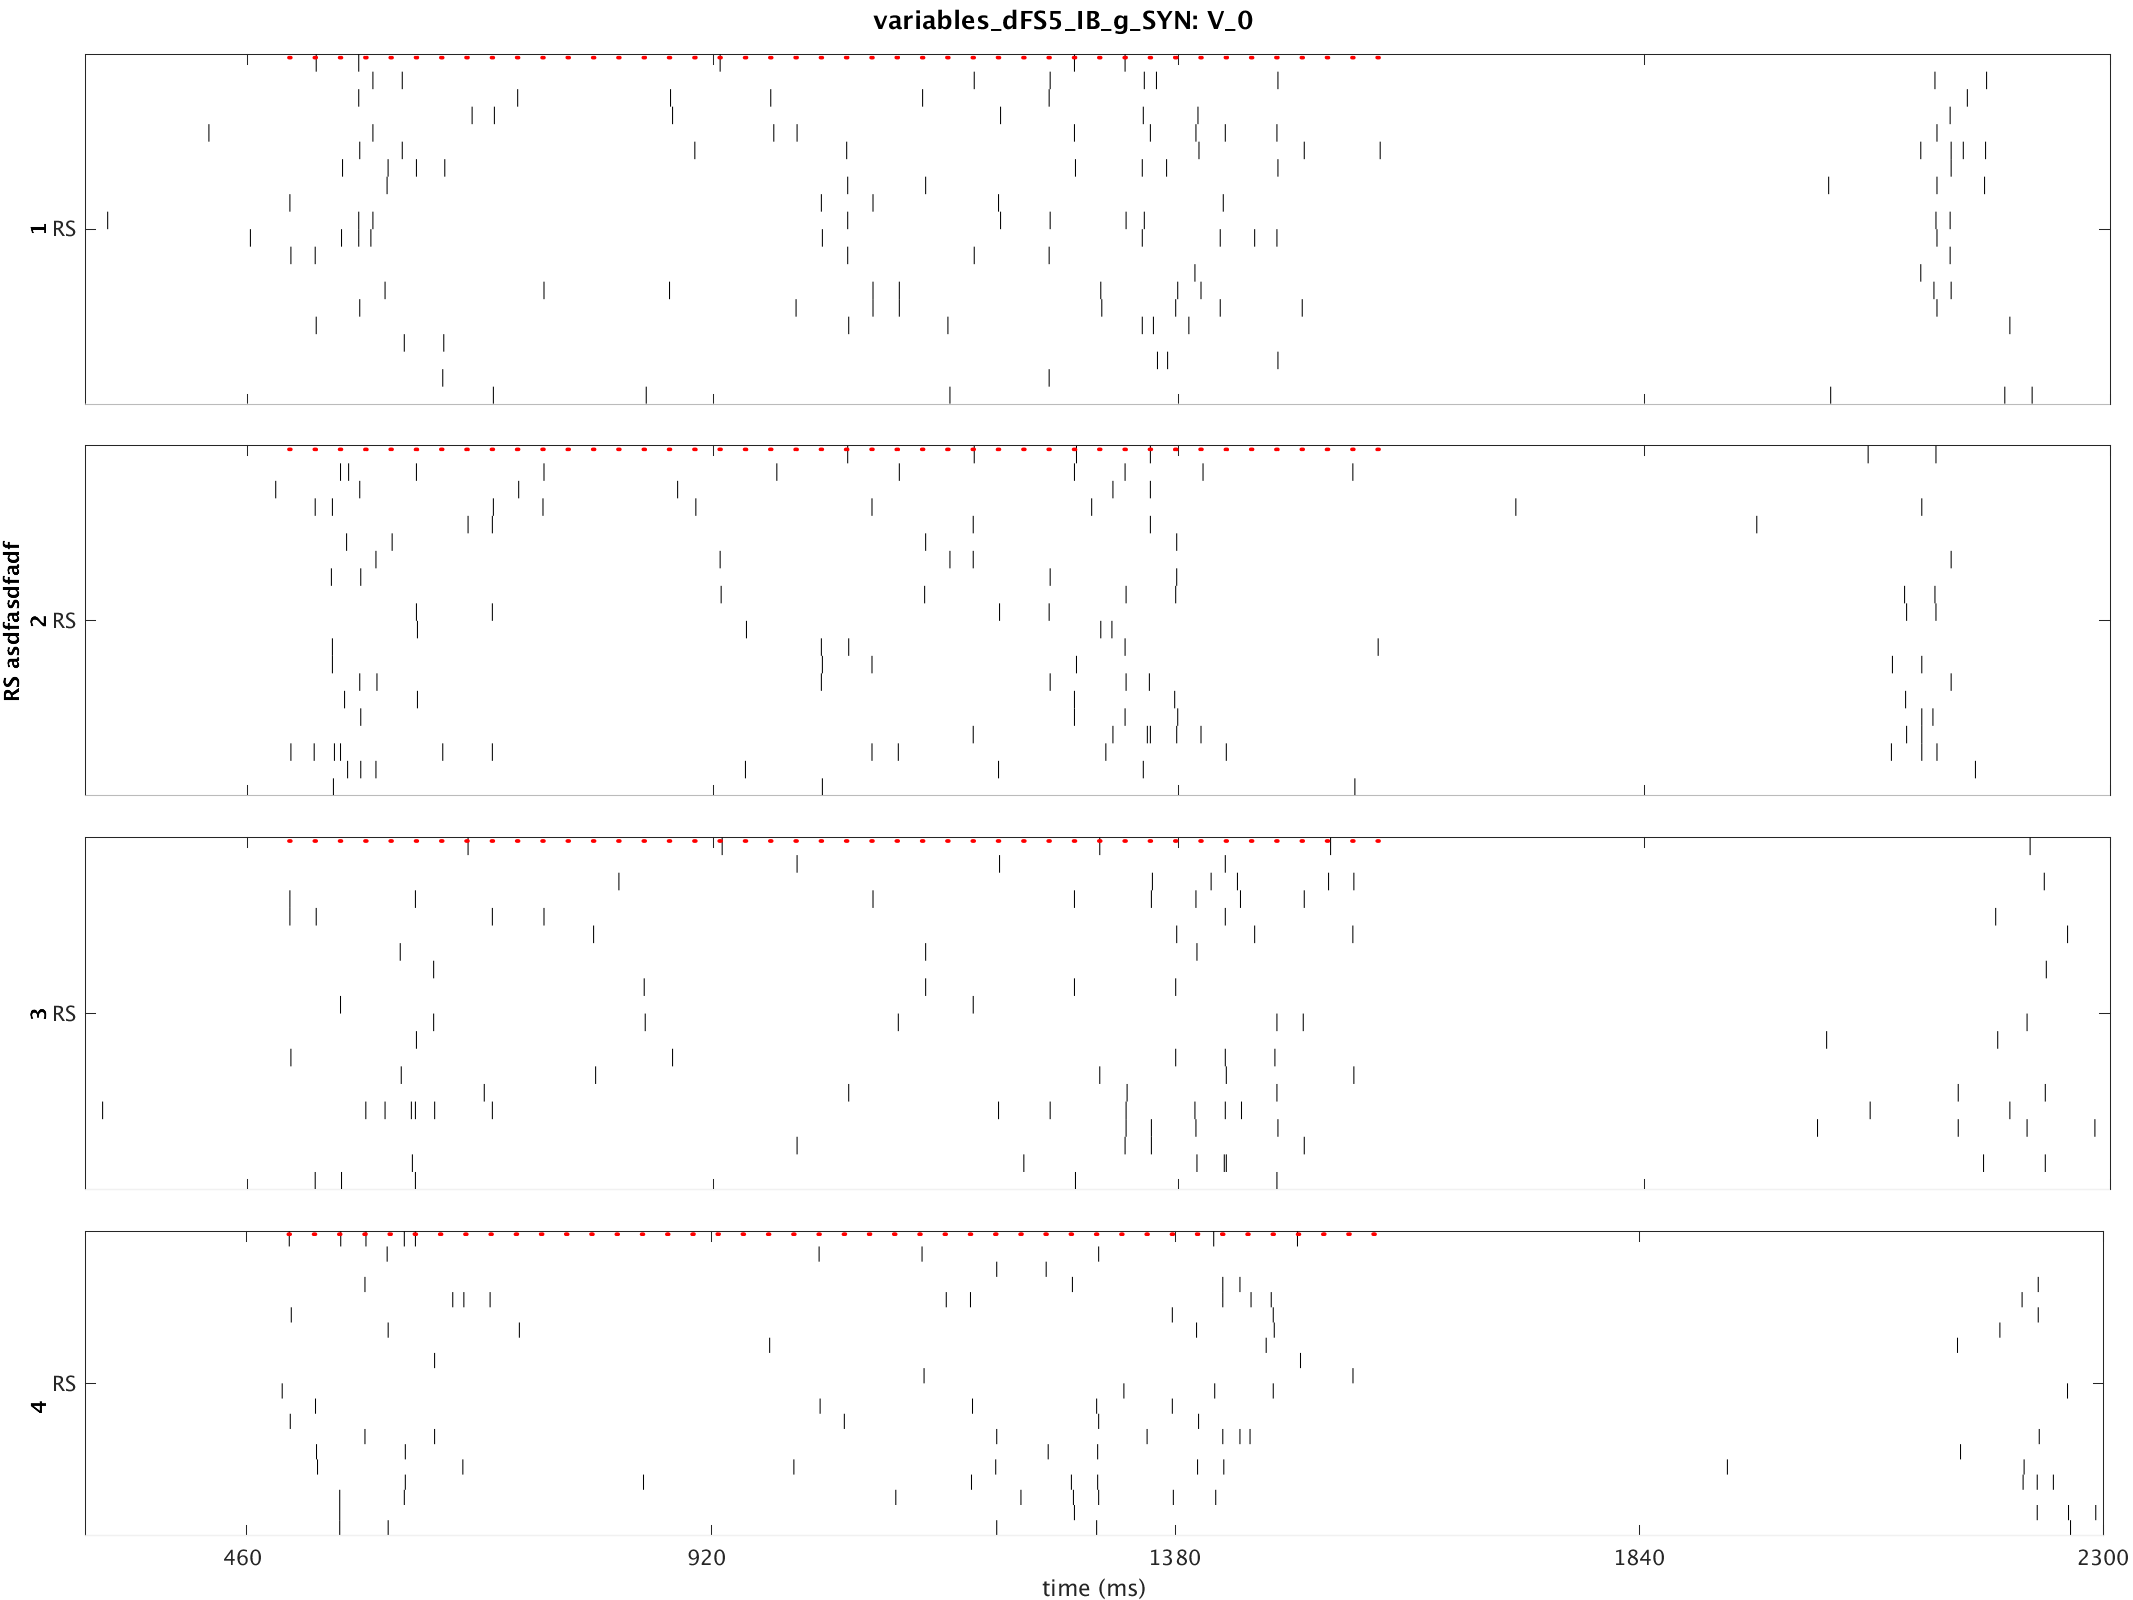 variables_dFS5_IB_g_SYN: V_0
RS asdfasdfadf
1 RS
2 RS
3 RS
4 RS
460 920 1380 1840 2300
time (ms)